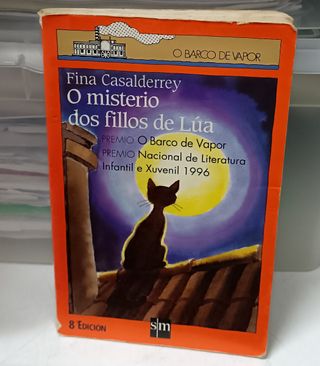 O BARCO DE VAPOR
Fina Casalderrey
O misterio
dos fillos de Lúa
PREMIO O Barco de Vapor
PREMIO Nacional de Literatura
Infantil e Xuvenil 1996
8ª EDICIÓN
sm